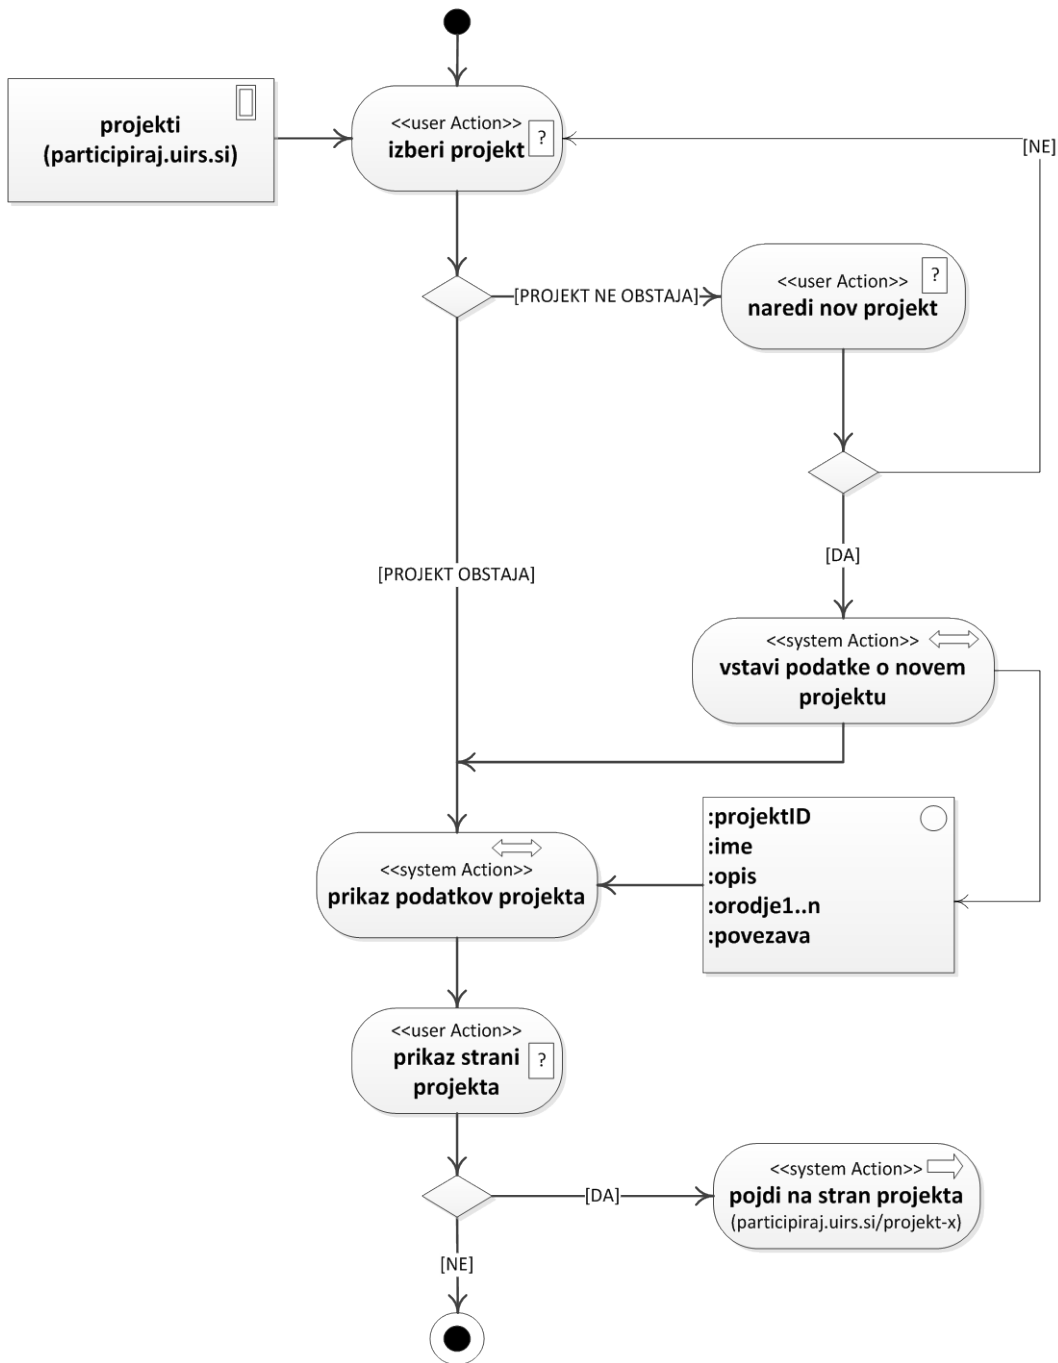 projekti
(participiraj.uirs.si)
<<user Action>>
izberi projekt
?
[NE]
[PROJEKT NE OBSTAJA]
<<user Action>>
?
naredi nov projekt
[DA]
[PROJEKT OBSTAJA]
<<system Action>>
vstavi podatke o novem
projektu
:projektID
:ime
:opis
:orodje1..n
:povezava
<<system Action>>
prikaz podatkov projekta
<<user Action>>
prikaz strani
projekta
?
[DA]
<<system Action>>
pojdi na stran projekta
(participiraj.uirs.si/projekt-x)
[NE]